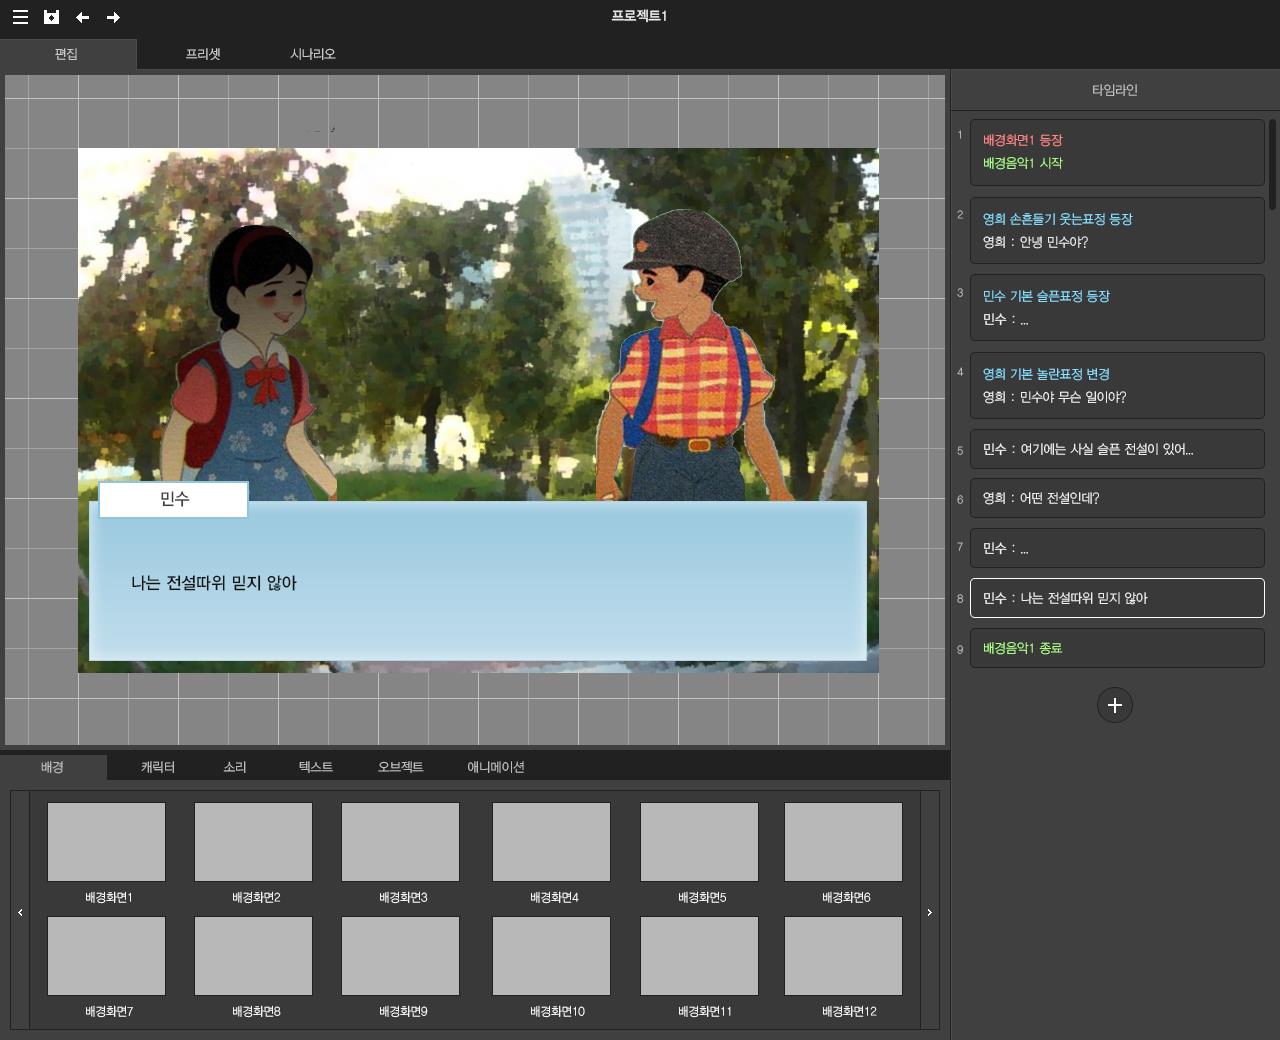 프로젝트1
편집
프리셋
시나리오
타임라인
1
배경화면1 등장
배경음악1 시작
2
영희 손흔들기 웃는표정 등장
영희 : 안녕 민수야?
3
민수 기본 슬픈표정 등장
민수 : ...
4
영희 기본 놀란표정 변경
영희 : 민수야 무슨 일이야?
5
민수 : 여기에는 사실 슬픈 전설이 있어...
6
영희 : 어떤 전설인데?
7
민수 : ...
8
민수 : 나는 전설따위 믿지 않아
9
배경음악1 종료
민수
나는 전설따위 믿지 않아
배경
캐릭터
소리
텍스트
오브젝트
애니메이션
배경화면1
배경화면2
배경화면3
배경화면4
배경화면5
배경화면6
배경화면7
배경화면8
배경화면9
배경화면10
배경화면11
배경화면12